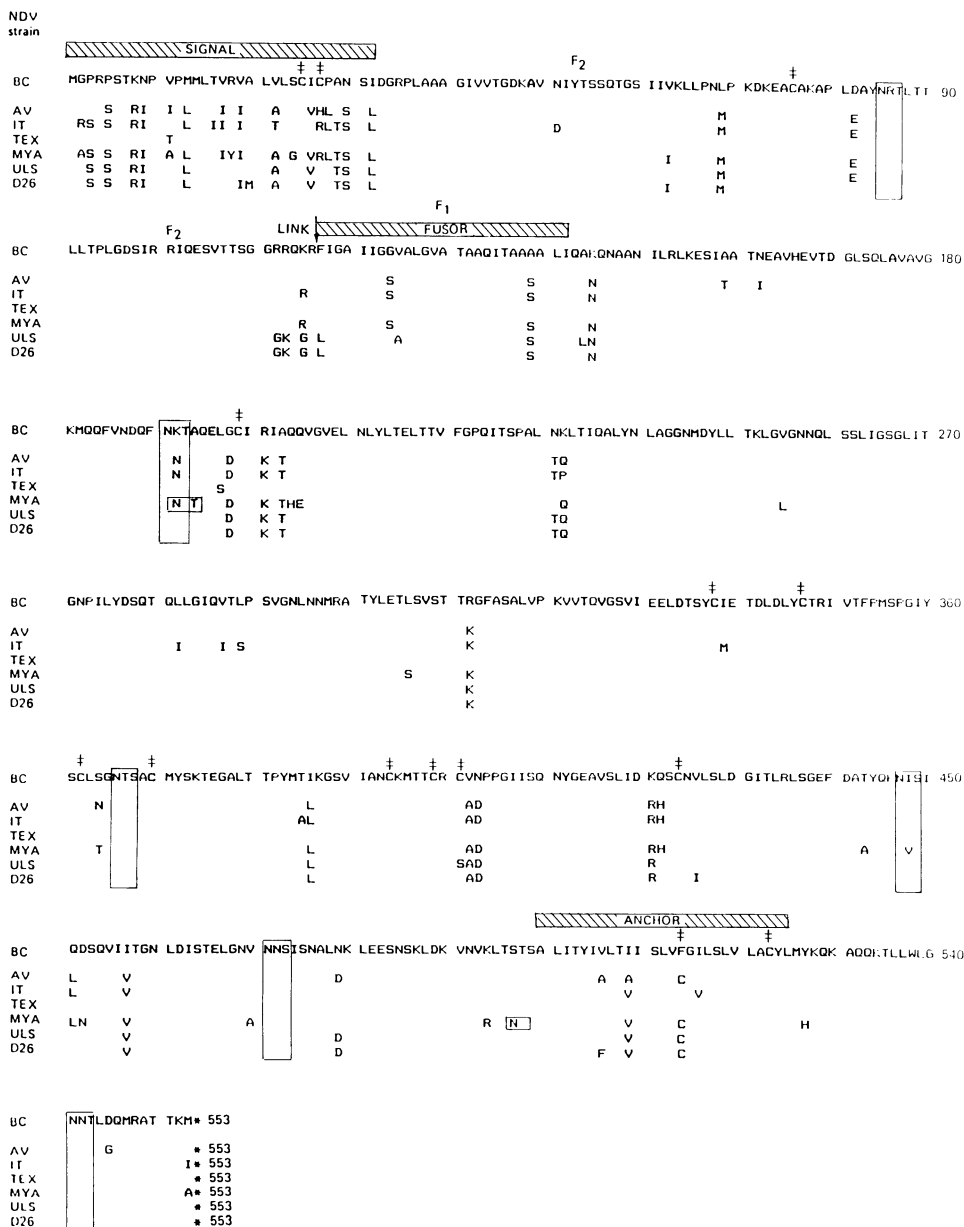 NDV
strain
SIGNAL
‡ ‡ F2 ‡
BC MGPRPSTKNP VPMMLTVRVA LVLSCICPAN SIDGRPLAAA GIVVTGDKAV NIYTSSQTGS IIVKLLPNLP KDKEACAKAP LDAYNRTLTI 90
AV S RI I L I I A VHL S L M E
IT RS S RI L II I T RLTS L D M E
TEX T
MYA AS S RI A L IYI A G VRLTS L I M E
ULS S S RI L A V TS L M E
D26 S S RI L IM A V TS L I M
F1
F2 LINK FUSOR
BC LLTPLGDSIR RIQESVTTSG GRRQKRFIGA IIGGVALGVA TAAQITAAAA LIQAKQNAAN ILRLKESIAA TNEAVHEVTD GLSQLAVAVG 180
AV S S N T I
IT R S S N
TEX
MYA R S S N
ULS GK G L A S LN
D26 GK G L S N
‡
BC KMQQFVNDQF NKTAQELGCI RIAQQVGVEL NLYLTELTTV FGPQITSPAL NKLTIQALYN LAGGNMDYLL TKLGVGNNQL SSLIGSGLIT 270
AV N D K T TQ
IT N D K T TP
TEX S
MYA N T D K THE Q L
ULS D K T TQ
D26 D K T TQ
‡ ‡
BC GNPILYDSQT QLLGIQVTLP SVGNLNNMRA TYLETLSVST TRGFASALVP KVVTQVGSVI EELDTSYCIE TDLDLYCTRI VTFPMSPGIY 360
AV K
IT I I S K M
TEX
MYA S K
ULS K
D26 K
‡ ‡ ‡ ‡ ‡ ‡
BC SCLSGNTSAC MYSKTEGALT TPYMTIKGSV IANCKMTTCR CVNPPGIISQ NYGEAVSLID KQSCNVLSLD GITLRLSGEF DATYQKNISI 450
AV N L AD RH
IT AL AD RH
TEX
MYA T L AD RH A V
ULS L SAD R
D26 L AD R I
ANCHOR
‡ ‡
BC QDSQVIITGN LDISTELGNV NNSISNALNK LEESNSKLDK VNVKLTSTSA LITYIVLTII SLVFGILSLV LACYLMYKQK AQQKTLLWLG 540
AV L V D A A C
IT L V V V
TEX
MYA LN V A R N V C H
ULS V D V C
D26 V D F V C
BC NNTLDQMRAT TKM* 553
AV G * 553
IT I* 553
TEX * 553
MYA A* 553
ULS * 553
D26 * 553